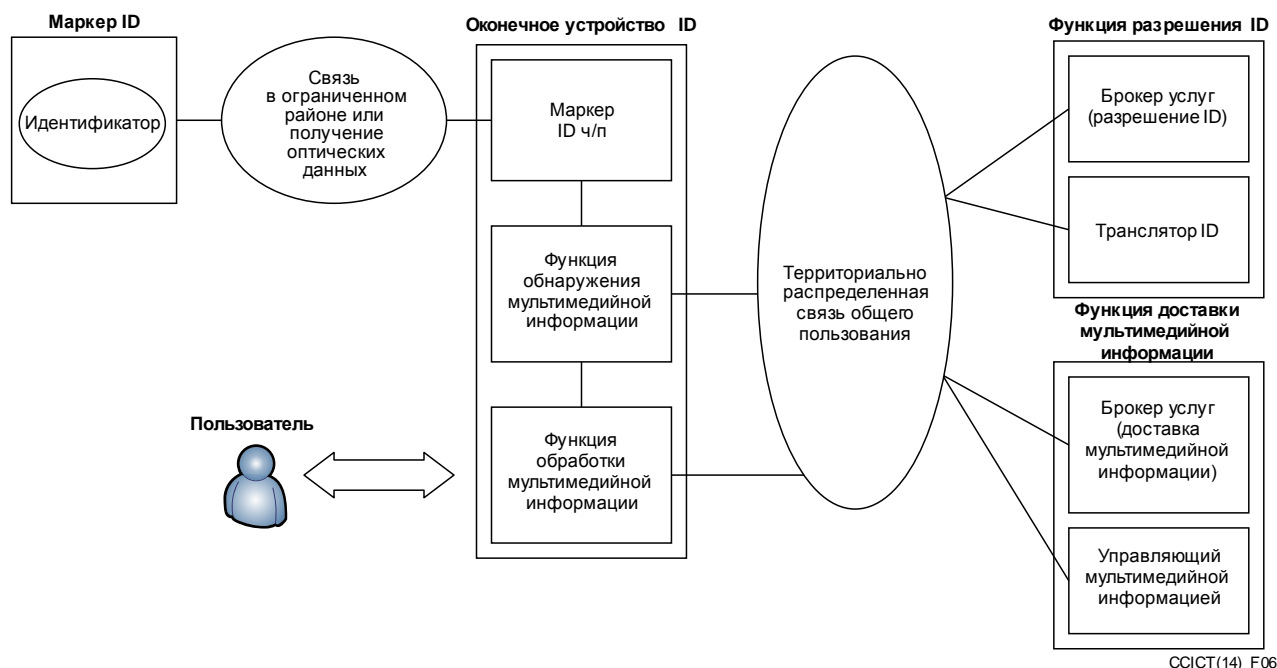 Маркер ID
Идентификатор
Связь
в ограниченном
районе или
получение
оптических
данных
Оконечное устройство ID
Маркер
ID ч/п
Функция
обнаружения
мультимедийной
информации
Функция
обработки
мультимедийной
информации
Пользователь
Территориально
распределенная
связь общего
пользования
Функция разрешения ID
Брокер услуг
(разрешение ID)
Транслятор ID
Функция доставки
мультимедийной
информации
Брокер услуг
(доставка
мультимедийной
информации)
Управляющий
мультимедийной
информацией
CCICT(14)_F06